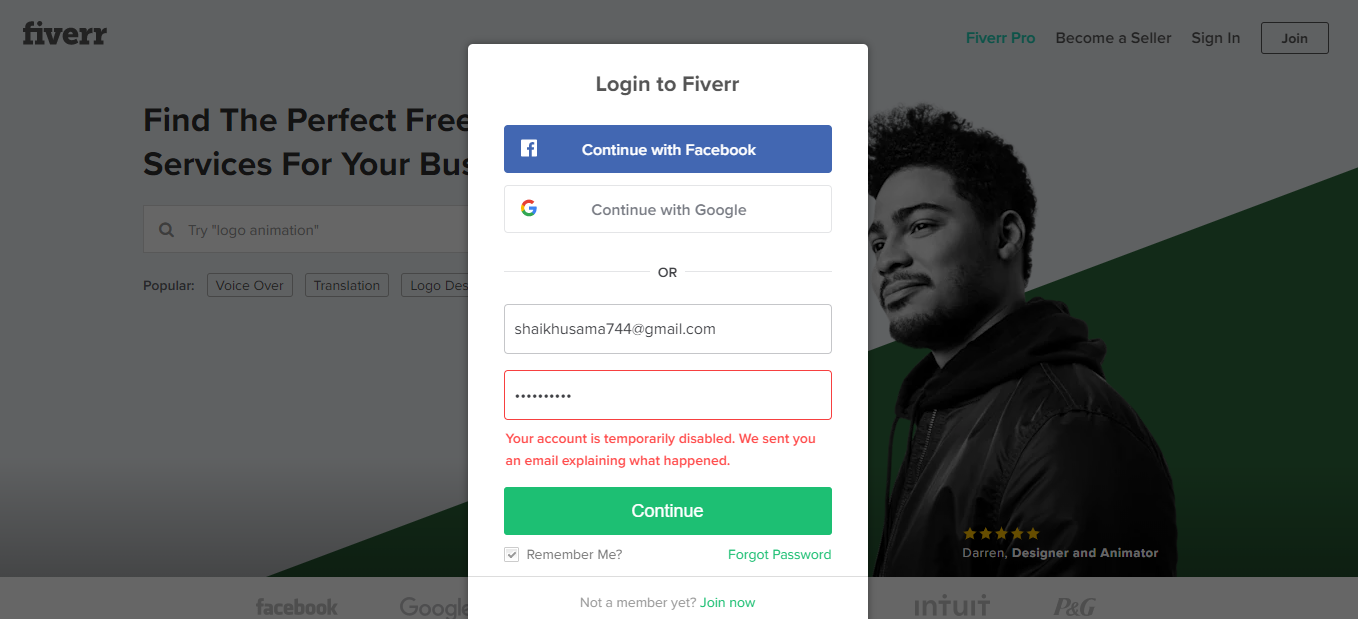 fiverr
Fiverr Pro
Become a Seller
Sign In
Join
Find The Perfect Free
Services For Your Bus
Try "logo animation"
Popular:
Voice Over
Translation
Logo Des
Login to Fiverr
Continue with Facebook
Continue with Google
OR
shaikhusama744@gmail.com
Your account is temporarily disabled. We sent you
an email explaining what happened.
Continue
Remember Me?
Forgot Password
Not a member yet? Join now
Darren, Designer and Animator
facebook
Google
intuit
P&G